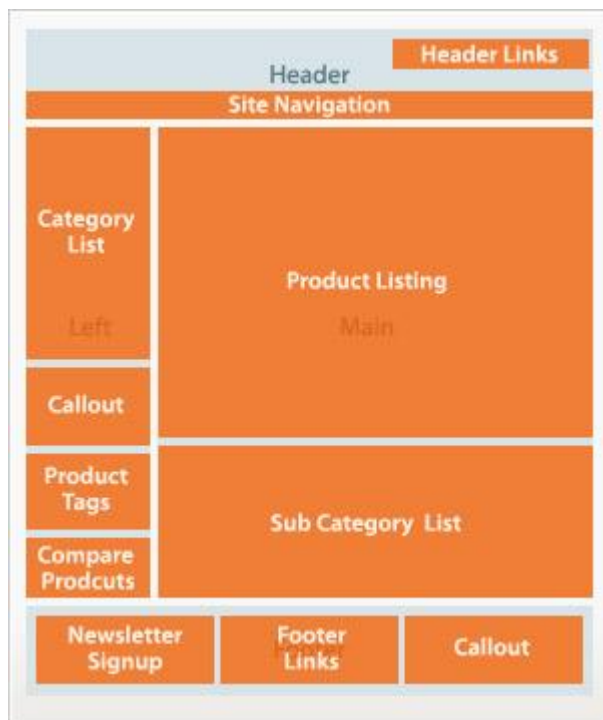 Header Links
Header
Site Navigation
Category
List
Left
Callout
Product
Tags
Compare
Prodcuts
Product Listing
Main
Sub Category List
Newsletter
Signup
Footer
Links
Footer
Callout